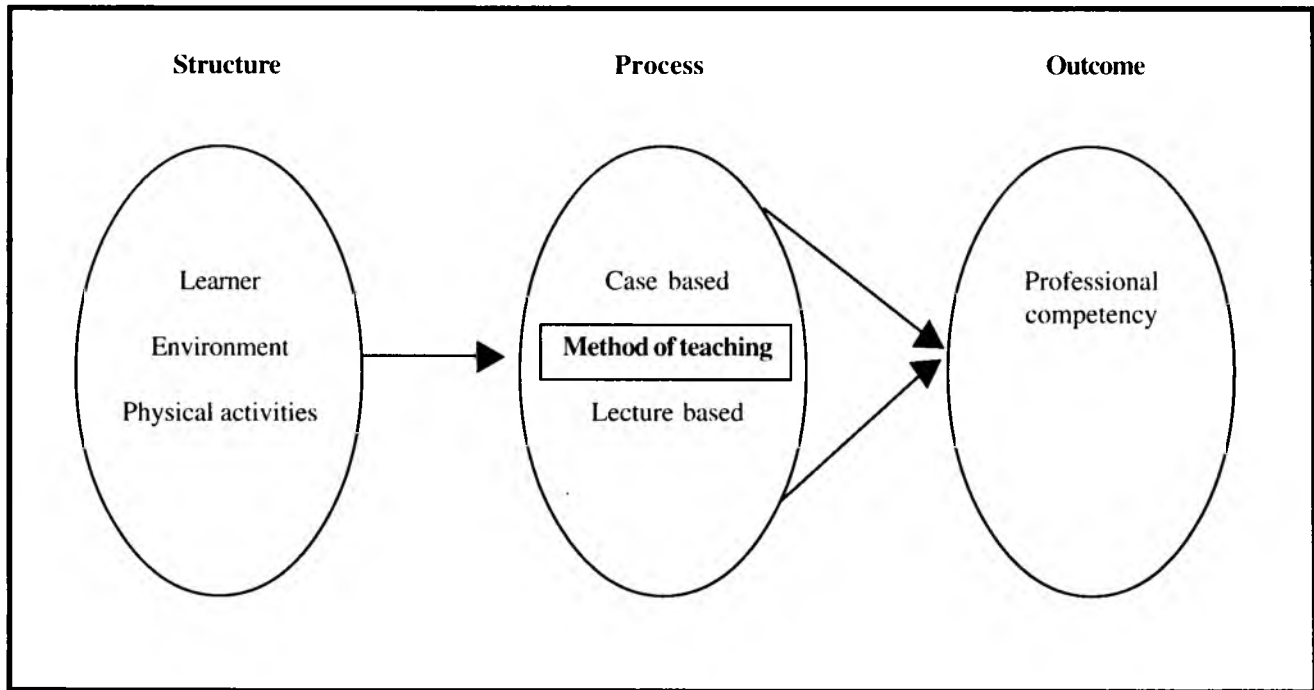 Structure
Process
Outcome
Learner
Environment
Physical activities
Case based
Method of teaching
Lecture based
Professional
competency